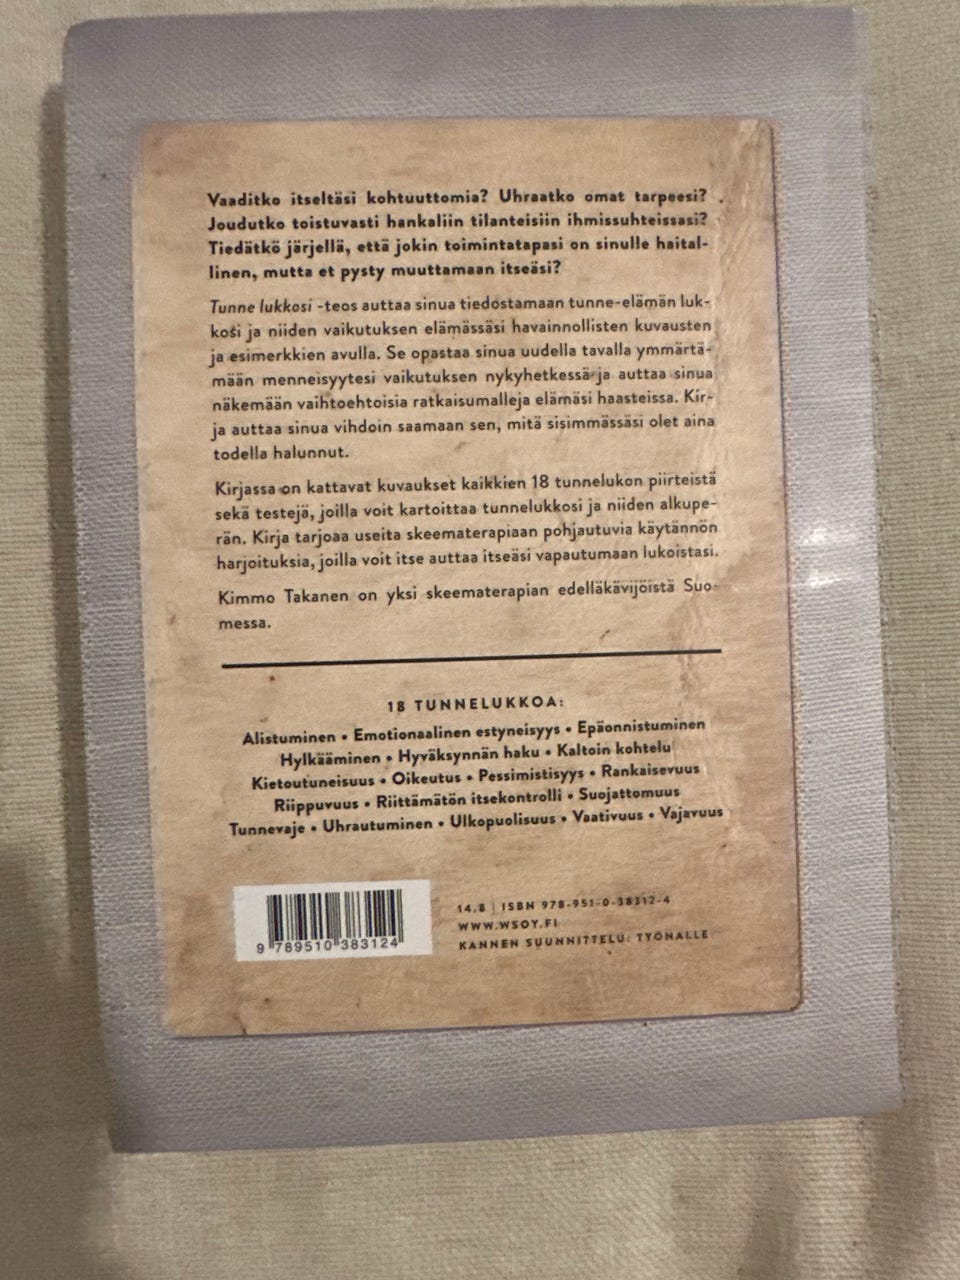 Vaaditko itseltäsi kohtuuttomia? Uhraatko omat tarpeesi?
Joudutko toistuvasti hankaliin tilanteisiin ihmissuhteissasi?
Tiedätkö järjellä, että jokin toimintatapasi on sinulle haital-
linen, mutta et pysty muuttamaan itseäsi?
Tunne lukkosi -teos auttaa sinua tiedostamaan tunne-elämän luk-
kosi ja niiden vaikutuksen elämässäsi havainnollisten kuvausten
ja esimerkkien avulla. Se opastaa sinua uudella tavalla ymmärtä-
mään menneisyytesi vaikutuksen nykyhetkessä ja auttaa sinua
näkemään vaihtoehtoisia ratkaisumalleja elämäsi haasteissa. Kir-
ja auttaa sinua vihdoin saamaan sen, mitä sisimmässäsi olet aina
todella halunnut.
Kirjassa on kattavat kuvaukset kaikkien 18 tunnelukon piirteistä
sekä testejä, joilla voit kartoittaa tunnelukkosi ja niiden alkupe-
rän. Kirja tarjoaa useita skeematerapiaan pohjautuvia käytännön
harjoituksia, joilla voit itse auttaa itseäsi vapautumaan lukoistasi.
Kimmo Takanen on yksi skeematerapian edelläkävijöistä Suo-
messa.
18 TUNNELUKKOA:
Alistuminen • Emotionaalinen estyneisyys • Epäonnistuminen
Hylkääminen • Hyväksynnän haku • Kaltoin kohtelu
Kietoutuneisuus • Oikeutus • Pessimistisyys • Rankaisevuus
Riippuvuus • Riittämätön itsekontrolli • Suojattomuus
Tunnevaje • Uhrautuminen • Ulkopuolisuus • Vaativuus • Vajavuus
14.8 | ISBN 978-951-0-38312-4
WWW.WSOY.FI
KANNEN SUUNNITTELU: TYÖNALLE
9 789510 383124